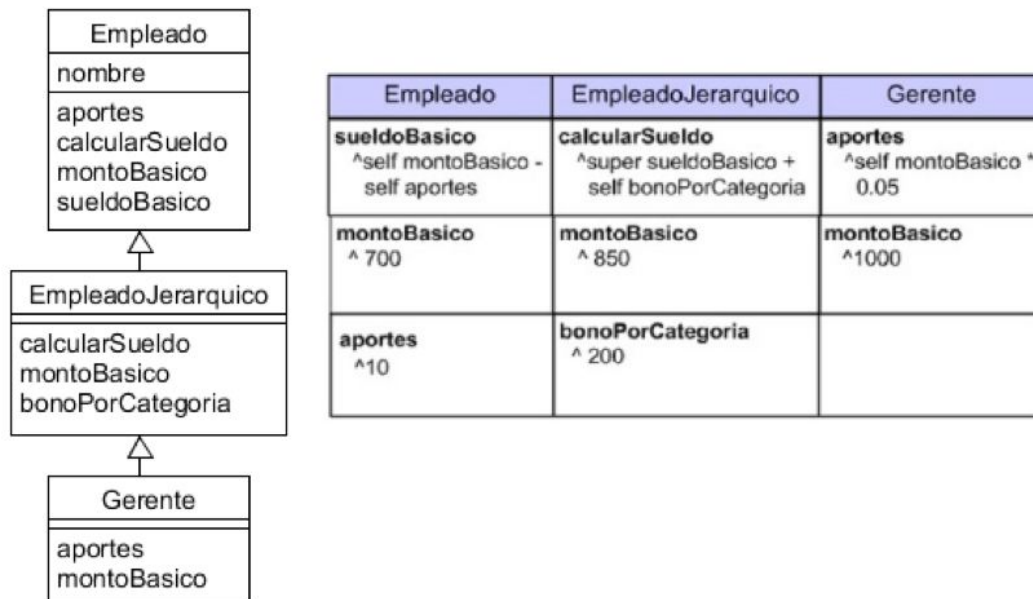 Empleado
nombre
aportes
calcularSueldo
montoBasico
sueldoBasico
EmpleadoJerarquico
calcularSueldo
montoBasico
bonoPorCategoria
Gerente
aportes
montoBasico
Empleado EmpleadoJerarquico Gerente
sueldoBasico
^self montoBasico -
self aportes
calcularSueldo
^super sueldoBasico +
self bonoPorCategoria
aportes
^self montoBasico *
0.05
montoBasico
^ 700
montoBasico
^ 850
montoBasico
^1000
aportes
^10
bonoPorCategoria
^ 200